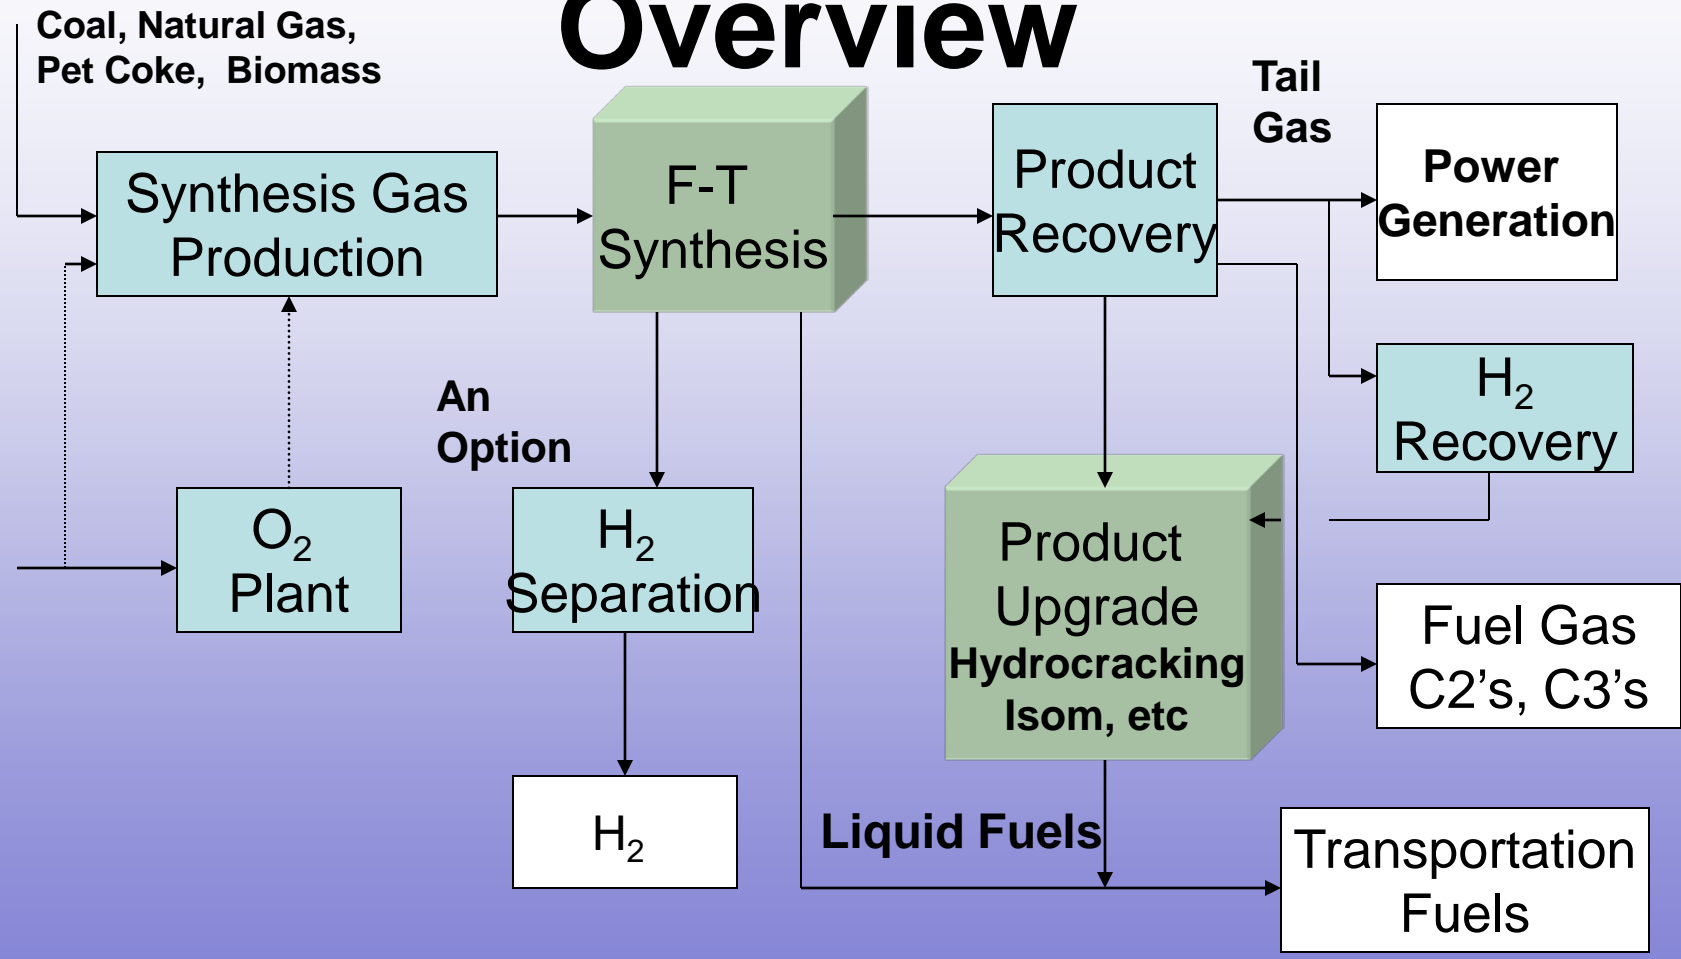 Overview
Coal, Natural Gas,
Pet Coke, Biomass
Synthesis Gas
Production
F-T
Synthesis
Product
Recovery
Tail
Gas
Power
Generation
H₂
Recovery
An
Option
O₂
Plant
H₂
Separation
Product
Upgrade
Hydrocracking
Isom, etc
Fuel Gas
C2’s, C3’s
H₂
Liquid Fuels
Transportation
Fuels